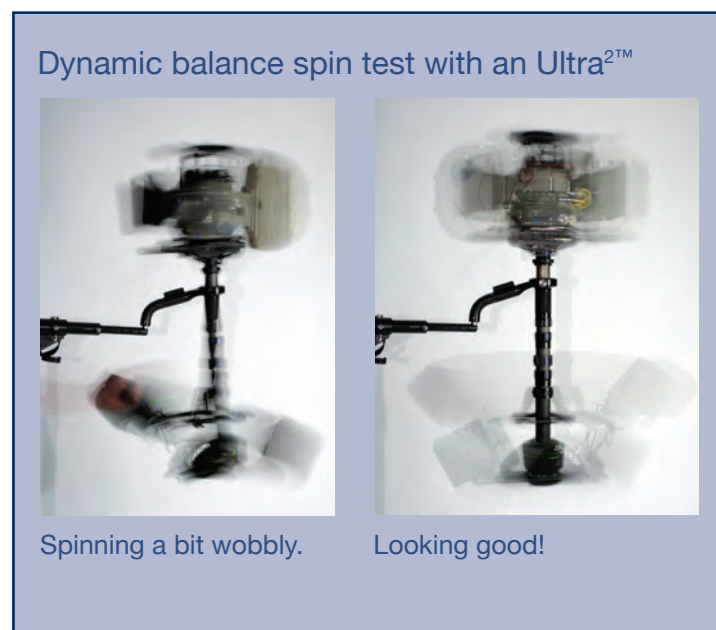 Dynamic balance spin test with an Ultra²™
Spinning a bit wobbly.
Looking good!